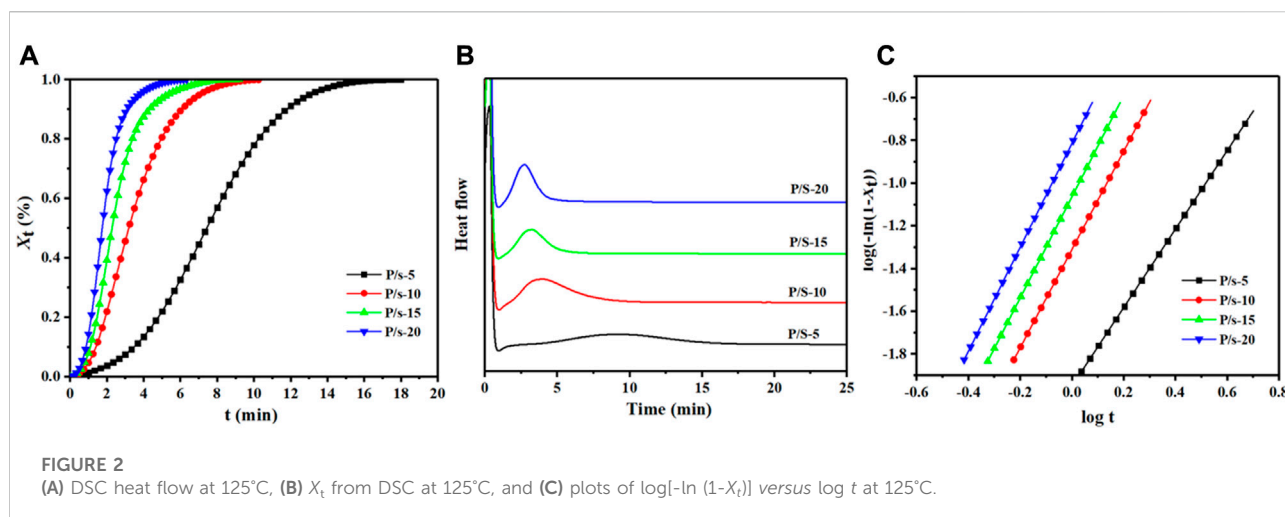 A
1.0
0.8
0.6
0.4
0.2
0.0
Xt (%)
0 2 4 6 8 10 12 14 16 18 20
t (min)
P/s-5
P/s-10
P/s-15
P/s-20
B
Heat flow
P/S-20
P/S-15
P/S-10
P/S-5
0 5 10 15 20 25
Time (min)
C
-0.6
-0.8
-1.0
-1.2
-1.4
-1.6
-1.8
log(-ln(1-Xt))
-0.6 -0.4 -0.2 0.0 0.2 0.4 0.6 0.8
log t
P/s-5
P/s-10
P/s-15
P/s-20
FIGURE 2
(A) DSC heat flow at 125°C, (B) Xt from DSC at 125°C, and (C) plots of log[-ln (1-Xt)] versus log t at 125°C.